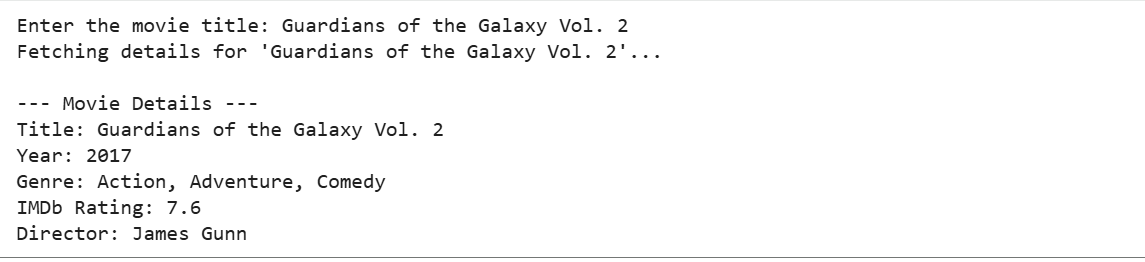 Enter the movie title: Guardians of the Galaxy Vol. 2
Fetching details for 'Guardians of the Galaxy Vol. 2'...
--- Movie Details ---
Title: Guardians of the Galaxy Vol. 2
Year: 2017
Genre: Action, Adventure, Comedy
IMDb Rating: 7.6
Director: James Gunn